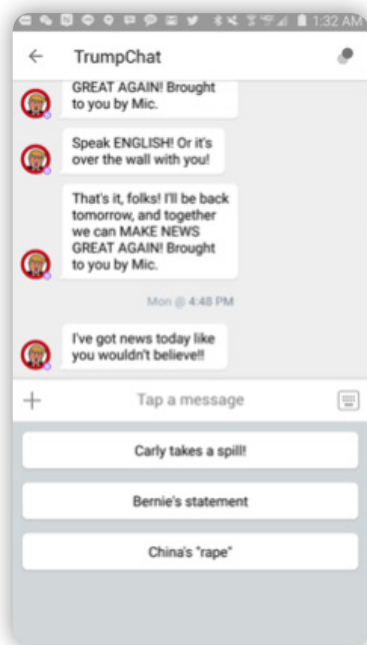 1:32 AM
TrumpChat
GREAT AGAIN! Brought
to you by Mic.
Speak ENGLISH! Or it's
over the wall with you!
That's it, folks! I'll be back
tomorrow, and together
we can MAKE NEWS
GREAT AGAIN! Brought
to you by Mic.
Mon @ 4:48 PM
I've got news today like
you wouldn't believe!!
Tap a message
Carly takes a spill!
Bernie's statement
China's "rape"